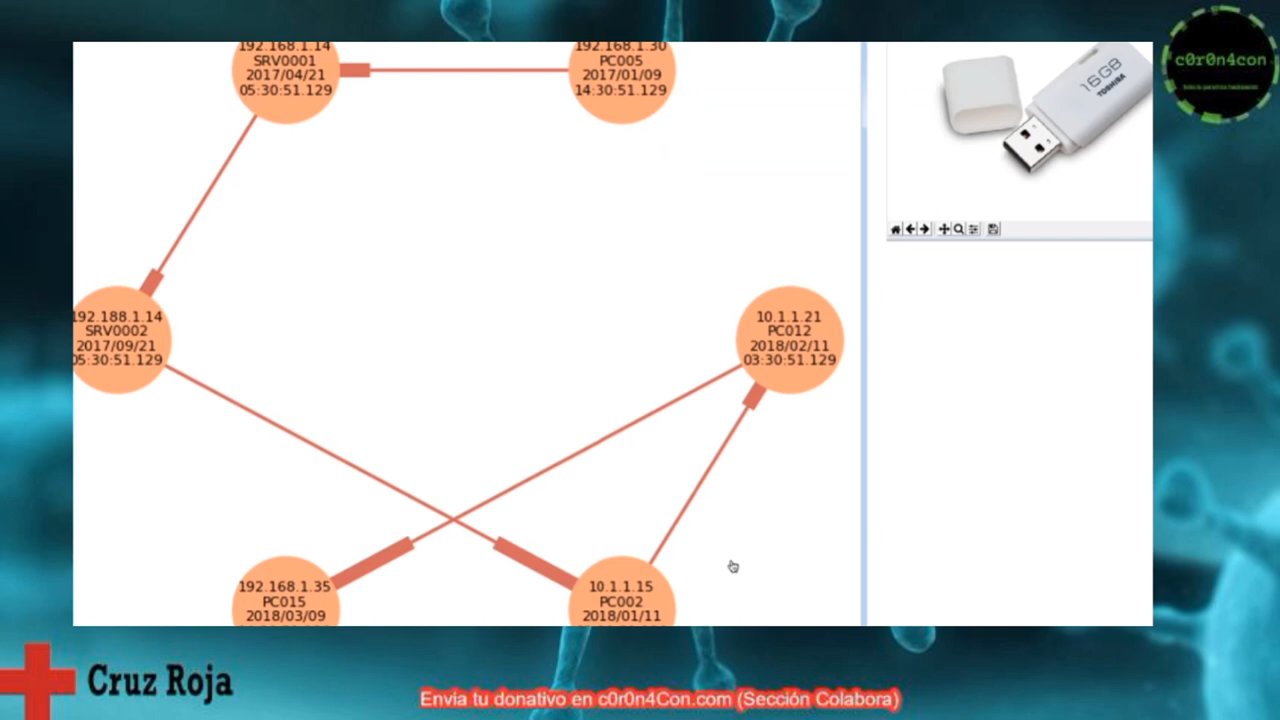 192.168.1.14
SRV0001
2017/04/21
05:30:51.129
192.168.1.30
PC005
2017/01/09
14:30:51.129
16GB
TOSHIBA
c0r0n4con
192.188.1.14
SRV0002
2017/09/21
05:30:51.129
10.1.1.21
PC012
2018/02/11
03:30:51.129
192.168.1.35
PC015
2018/03/09
10.1.1.15
PC002
2018/01/11
Cruz Roja
Envia tu donativo en c0r0n4Con.com (Sección Colabora)